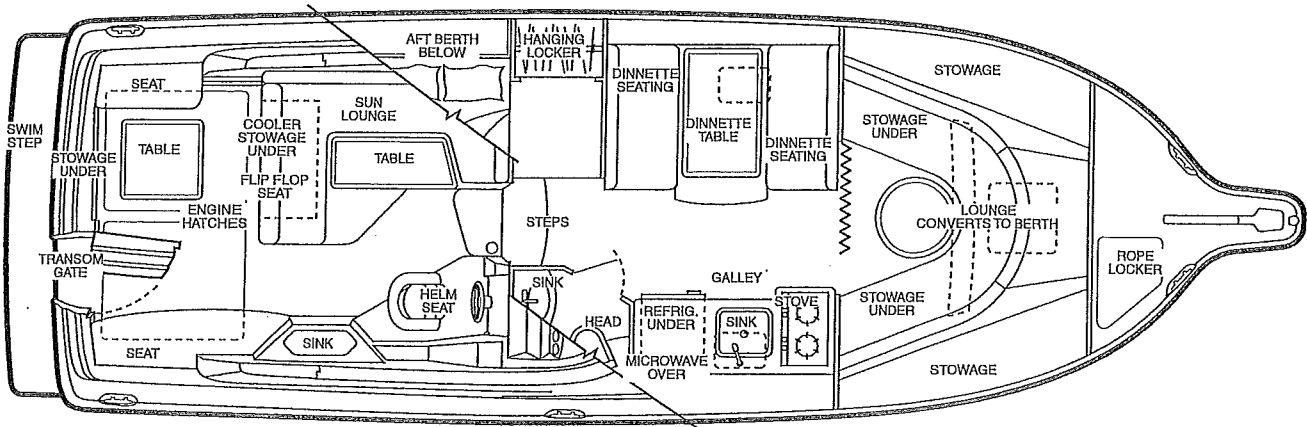 SWIM
STEP
STOWAGE
UNDER
TRANSOM
GATE
SEAT
TABLE
ENGINE
HATCHES
SEAT
COOLER
STOWAGE
UNDER
FLIP FLOP
SEAT
SUN
LOUNGE
TABLE
AFT BERTH
BELOW
HELM
SEAT
SINK
HANGING
LOCKER
STEPS
SINK
HEAD
DINNETTE
SEATING
DINNETTE
TABLE
DINNETTE
SEATING
GALLEY
REFRIG.
UNDER
MICROWAVE
OVER
SINK
STOVE
STOWAGE
STOWAGE
UNDER
LOUNGE
CONVERTS TO BERTH
STOWAGE
UNDER
STOWAGE
ROPE
LOCKER